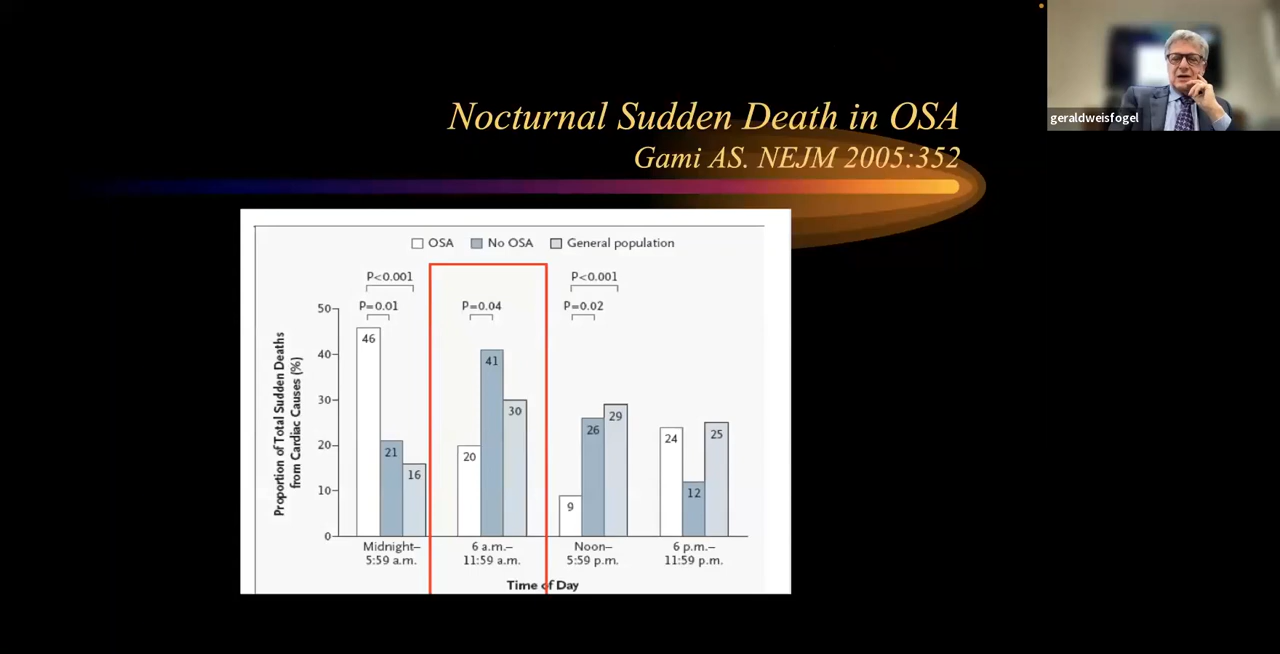 Nocturnal Sudden Death in OSA
Gami AS. NEJM 2005:352
geraldweisfogel
OSA No OSA General population
P<0.001 P<0.001
P=0.01 P=0.04 P=0.02
Proportion of Total Sudden Deaths
from Cardiac Causes (%)
50
40
30
20
10
0
46 21 16
20 41 30
9 26 29
24 12 25
Midnight– 6 a.m.– Noon– 6 p.m.–
5:59 a.m. 11:59 a.m. 5:59 p.m. 11:59 p.m.
Time of Day